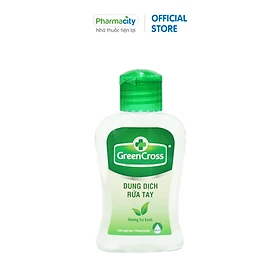 Pharmacity
Nhà thuốc tiện lợi
OFFICIAL
STORE
GreenCross
DUNG DỊCH
RỬA TAY
Hương trà xanh